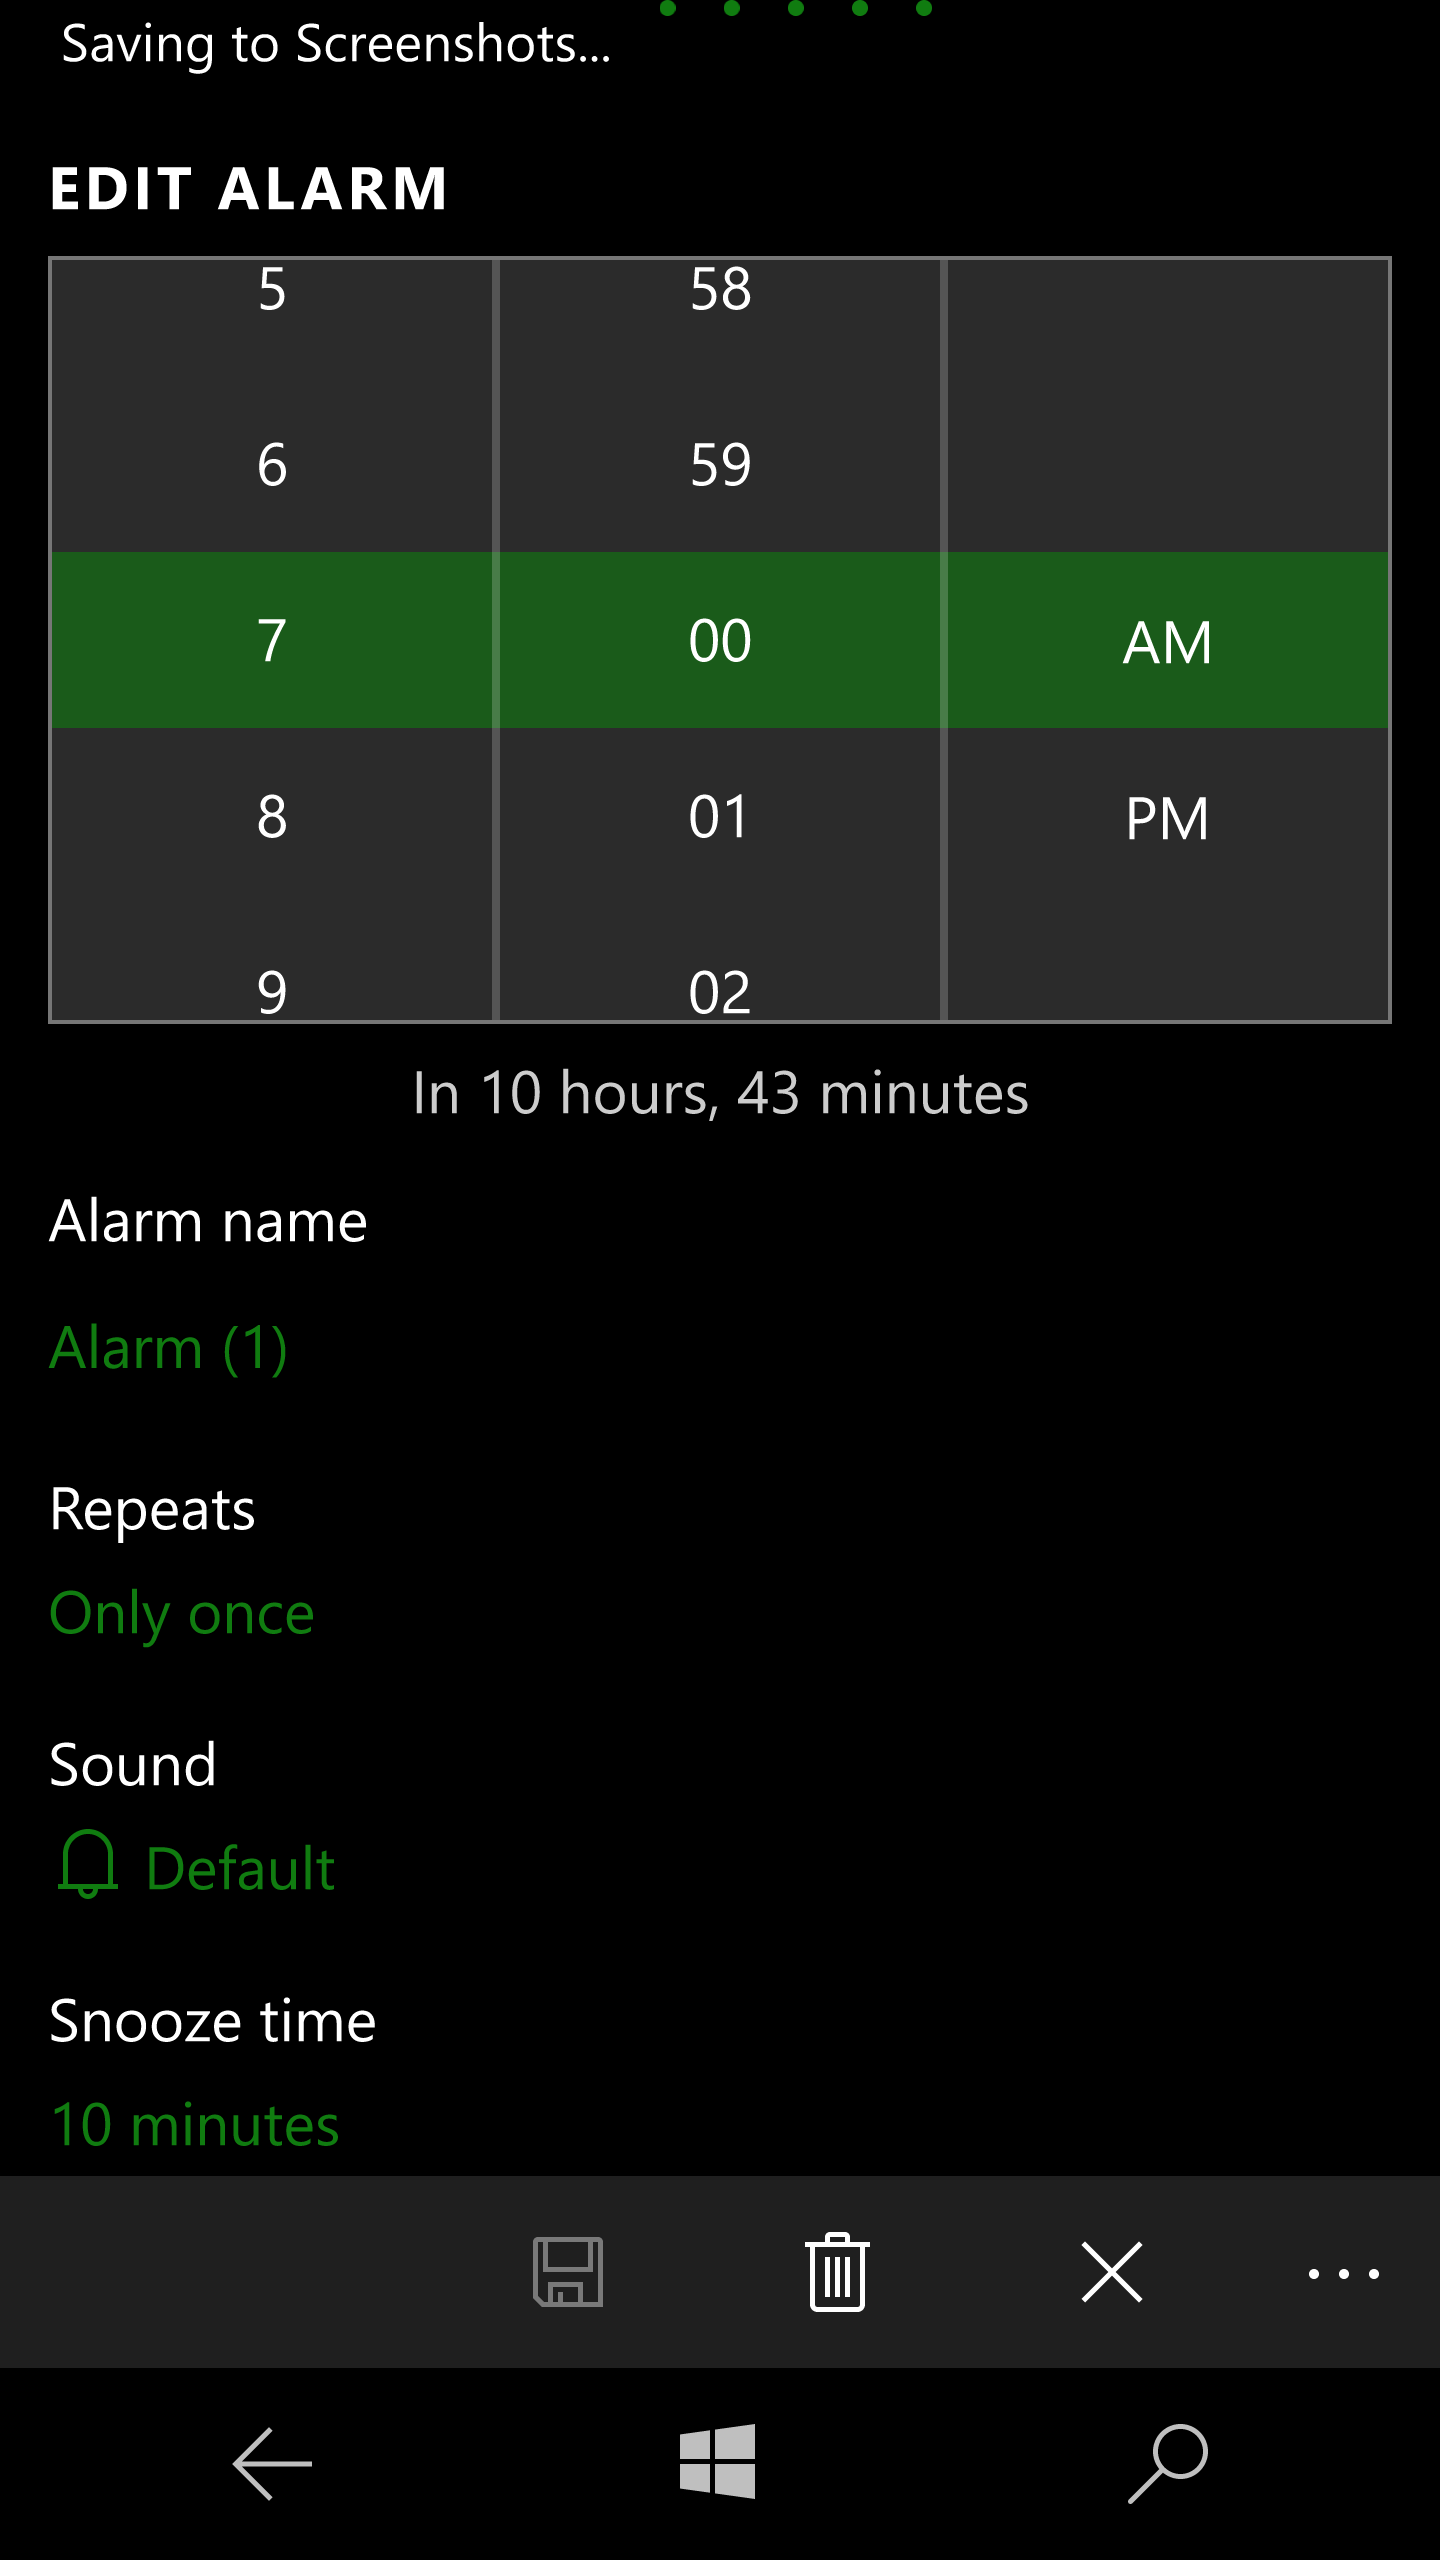 Saving to Screenshots...
EDIT ALARM
5 58
6 59
7 00 AM
8 01 PM
9 02
In 10 hours, 43 minutes
Alarm name
Alarm (1)
Repeats
Only once
Sound
Default
Snooze time
10 minutes